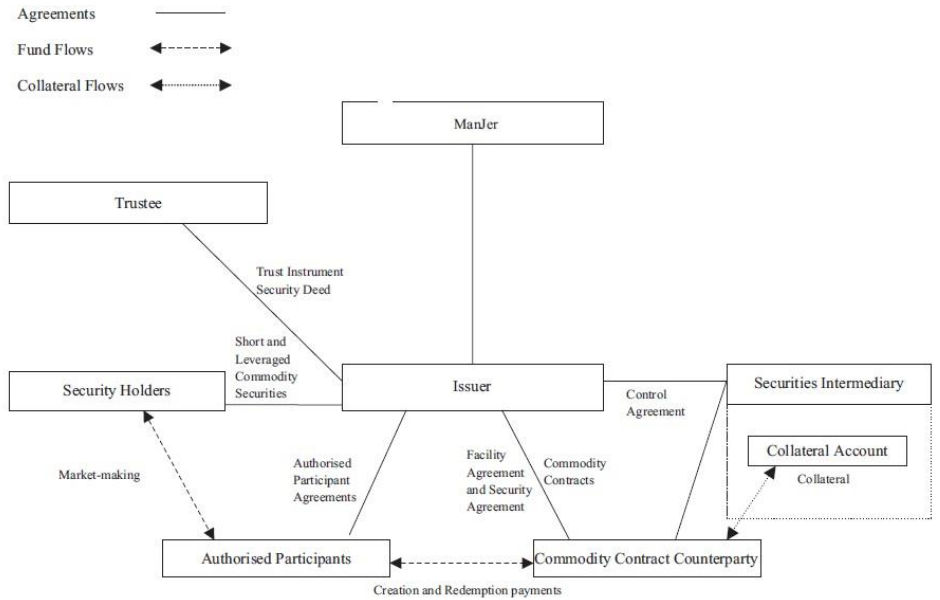 Agreements
Fund Flows
Collateral Flows
ManJer
Trustee
Trust Instrument
Security Deed
Short and
Leveraged
Commodity
Securities
Security Holders
Issuer
Securities Intermediary
Control
Agreement
Collateral Account
Collateral
Market-making
Authorised
Participant
Agreements
Facility
Agreement
and Security
Agreement
Commodity
Contracts
Authorised Participants
Commodity Contract Counterparty
Creation and Redemption payments